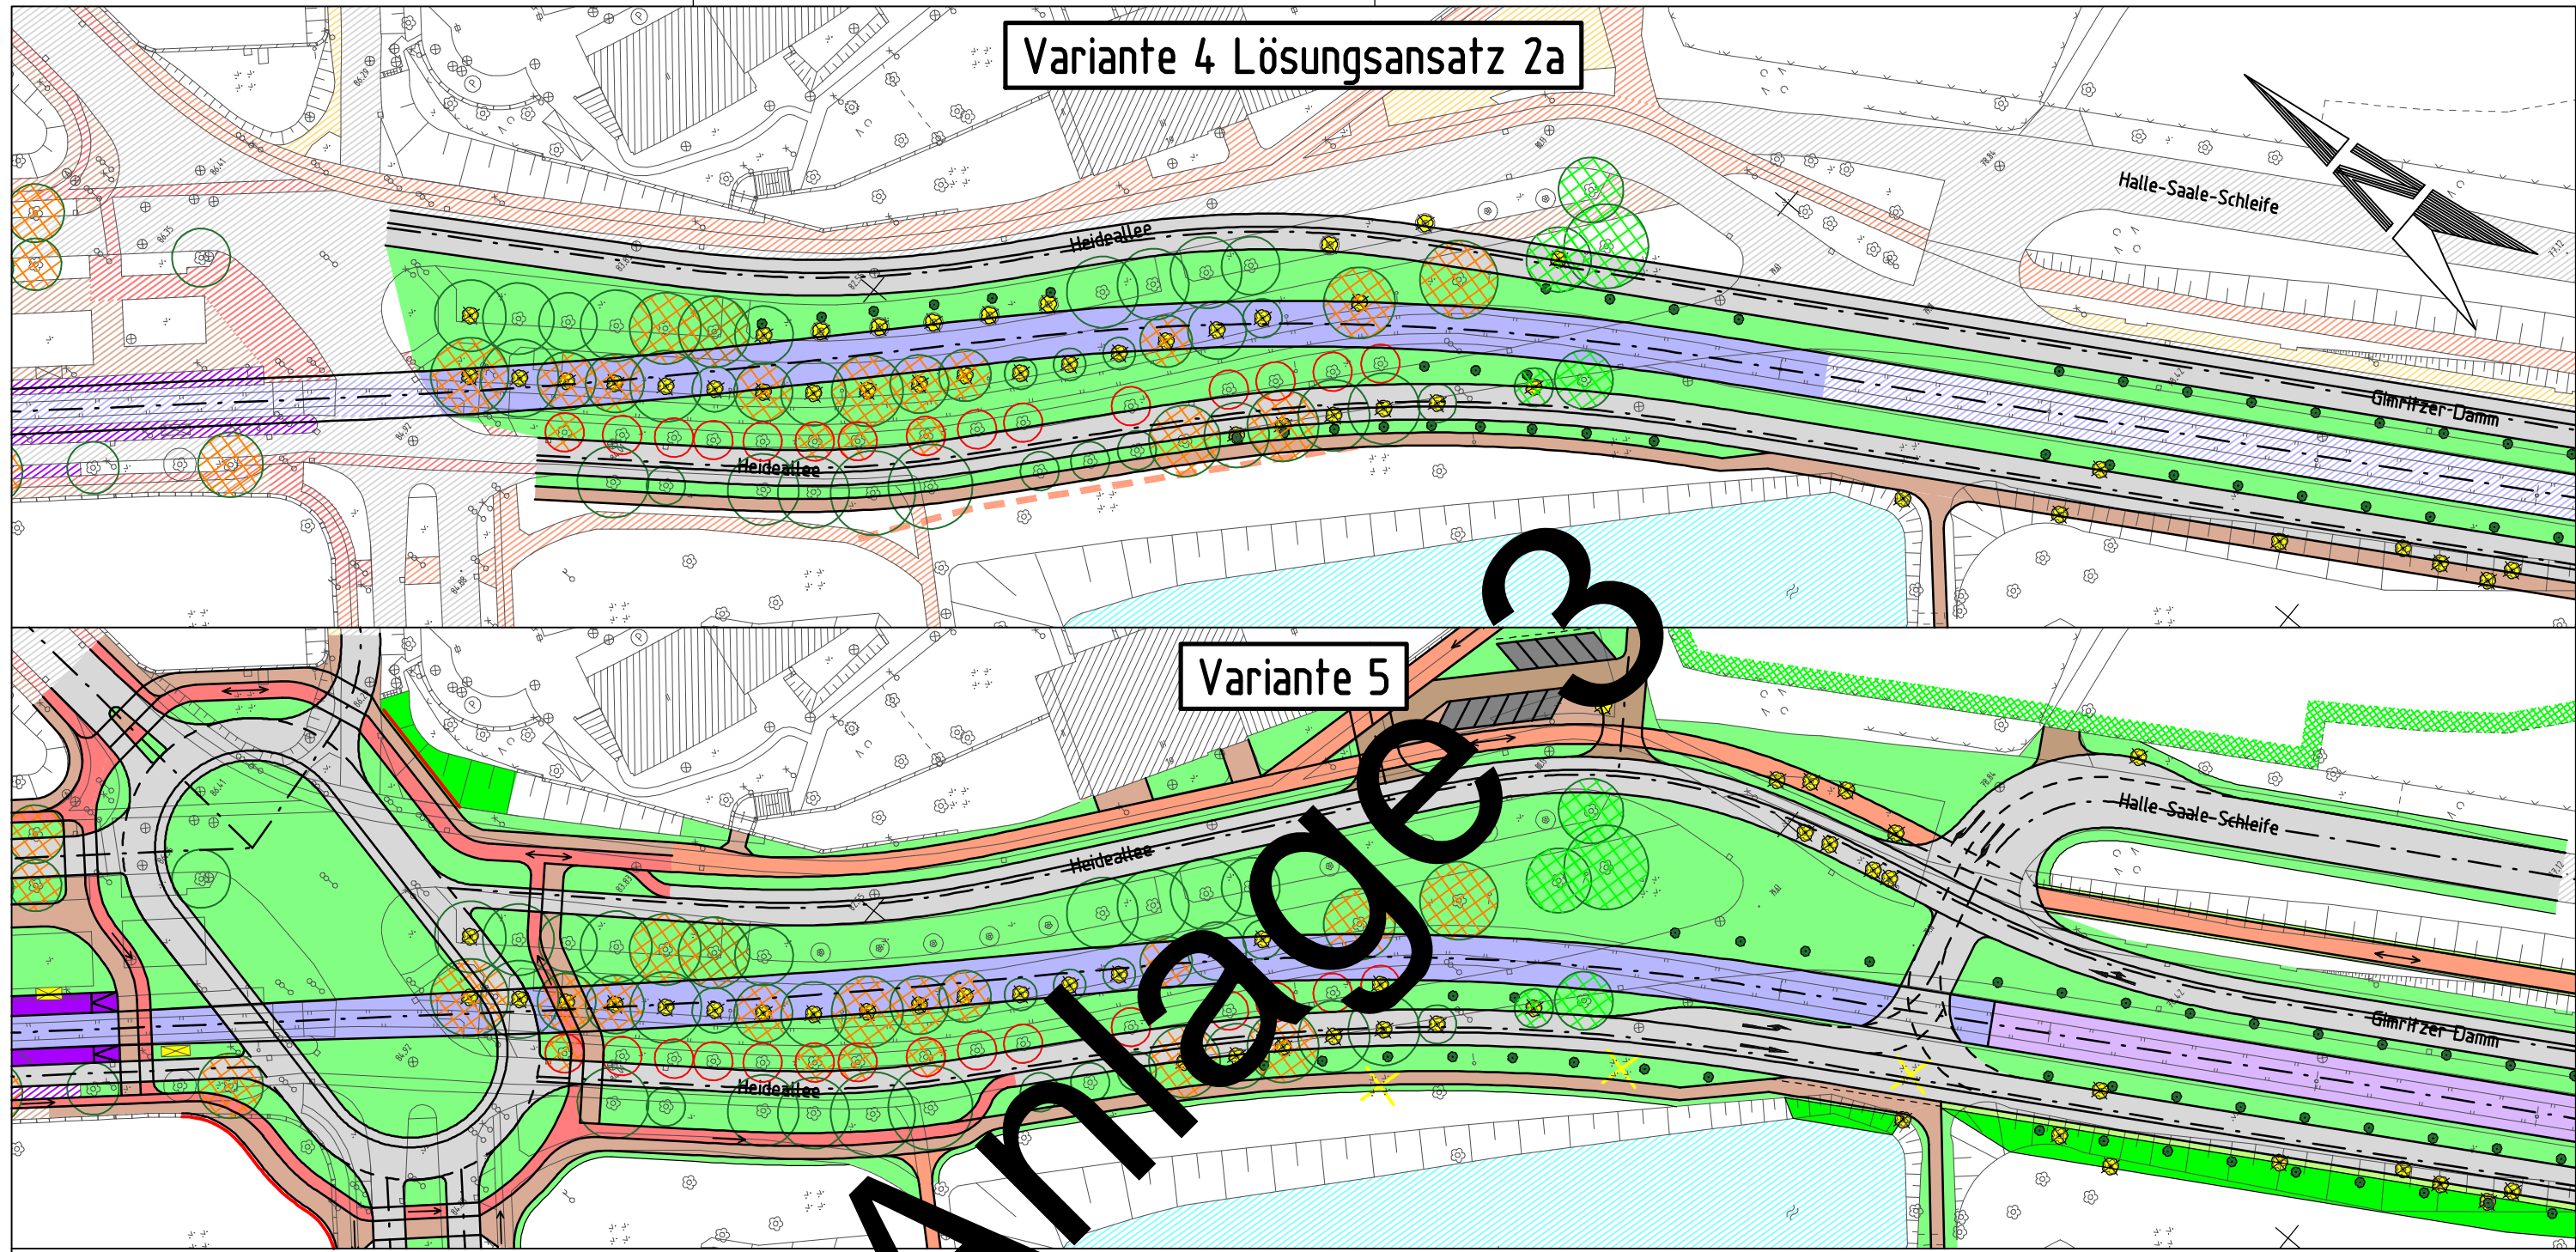 Variante 4 Lösungsansatz 2a
Halle-Saale-Schleife
Heideallee
Gimritzer-Damm
Heideallee
Variante 5
Anlage 3
Halle-Saale-Schleife
Heideallee
Gimritzer Damm
Heideallee